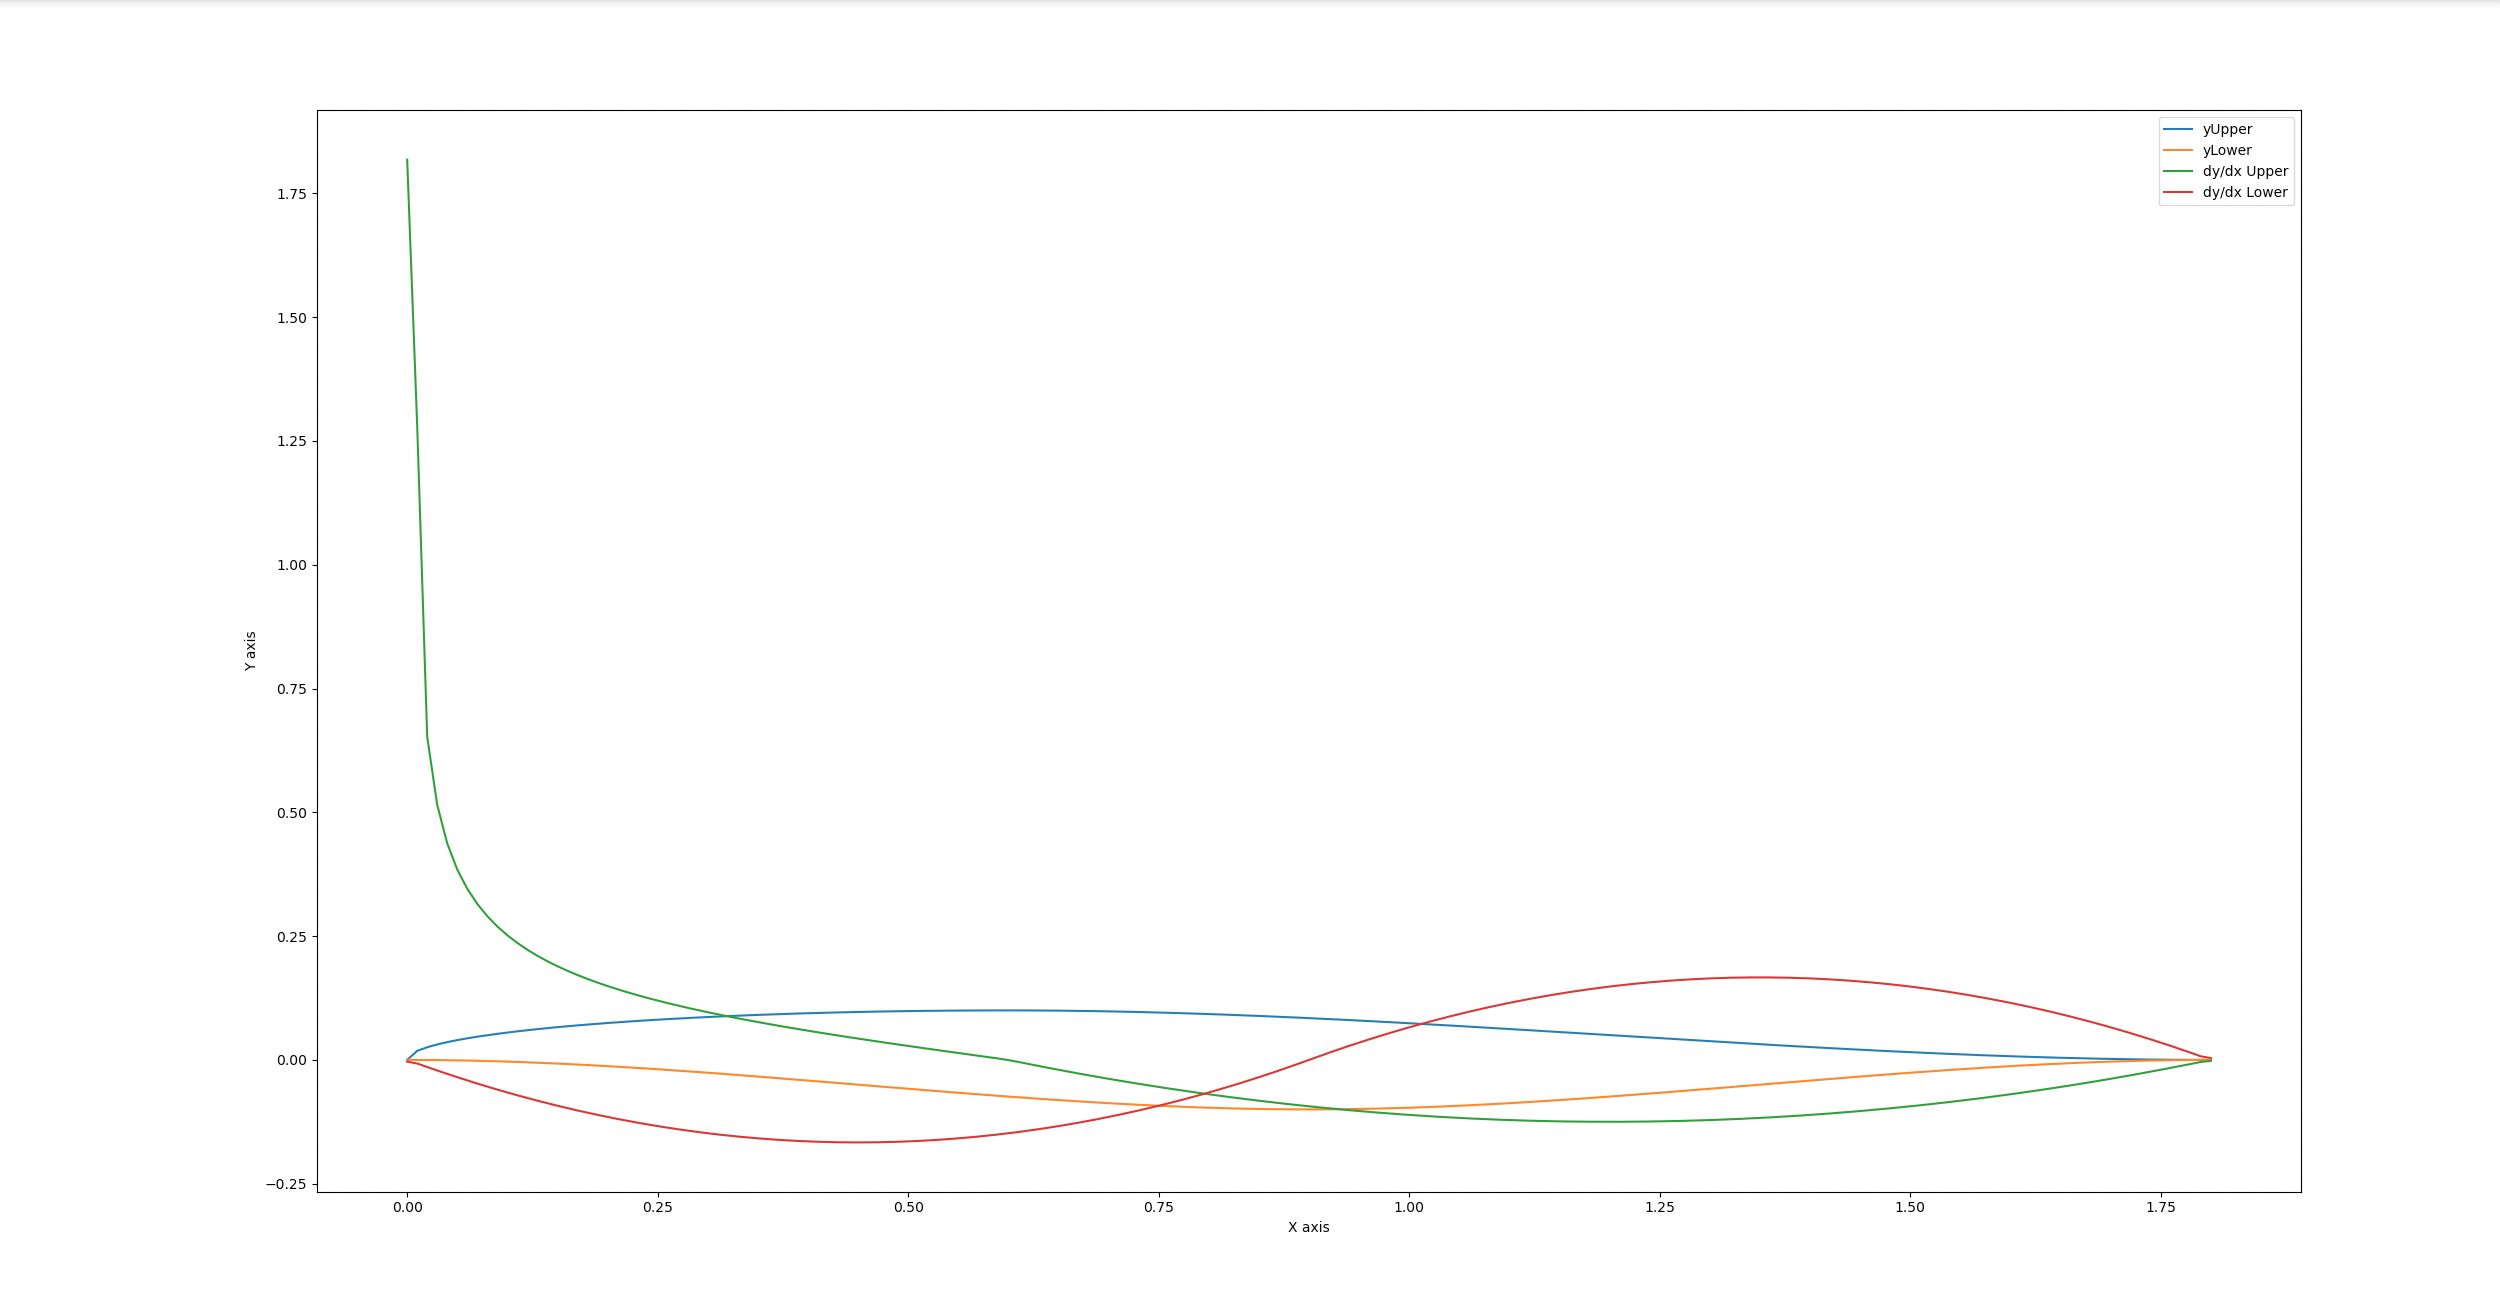 yUpper
yLower
dy/dx Upper
dy/dx Lower
1.75
1.50
1.25
1.00
0.75
0.50
0.25
0.00
−0.25
Y axis
0.00 0.25 0.50 0.75 1.00 1.25 1.50 1.75
X axis